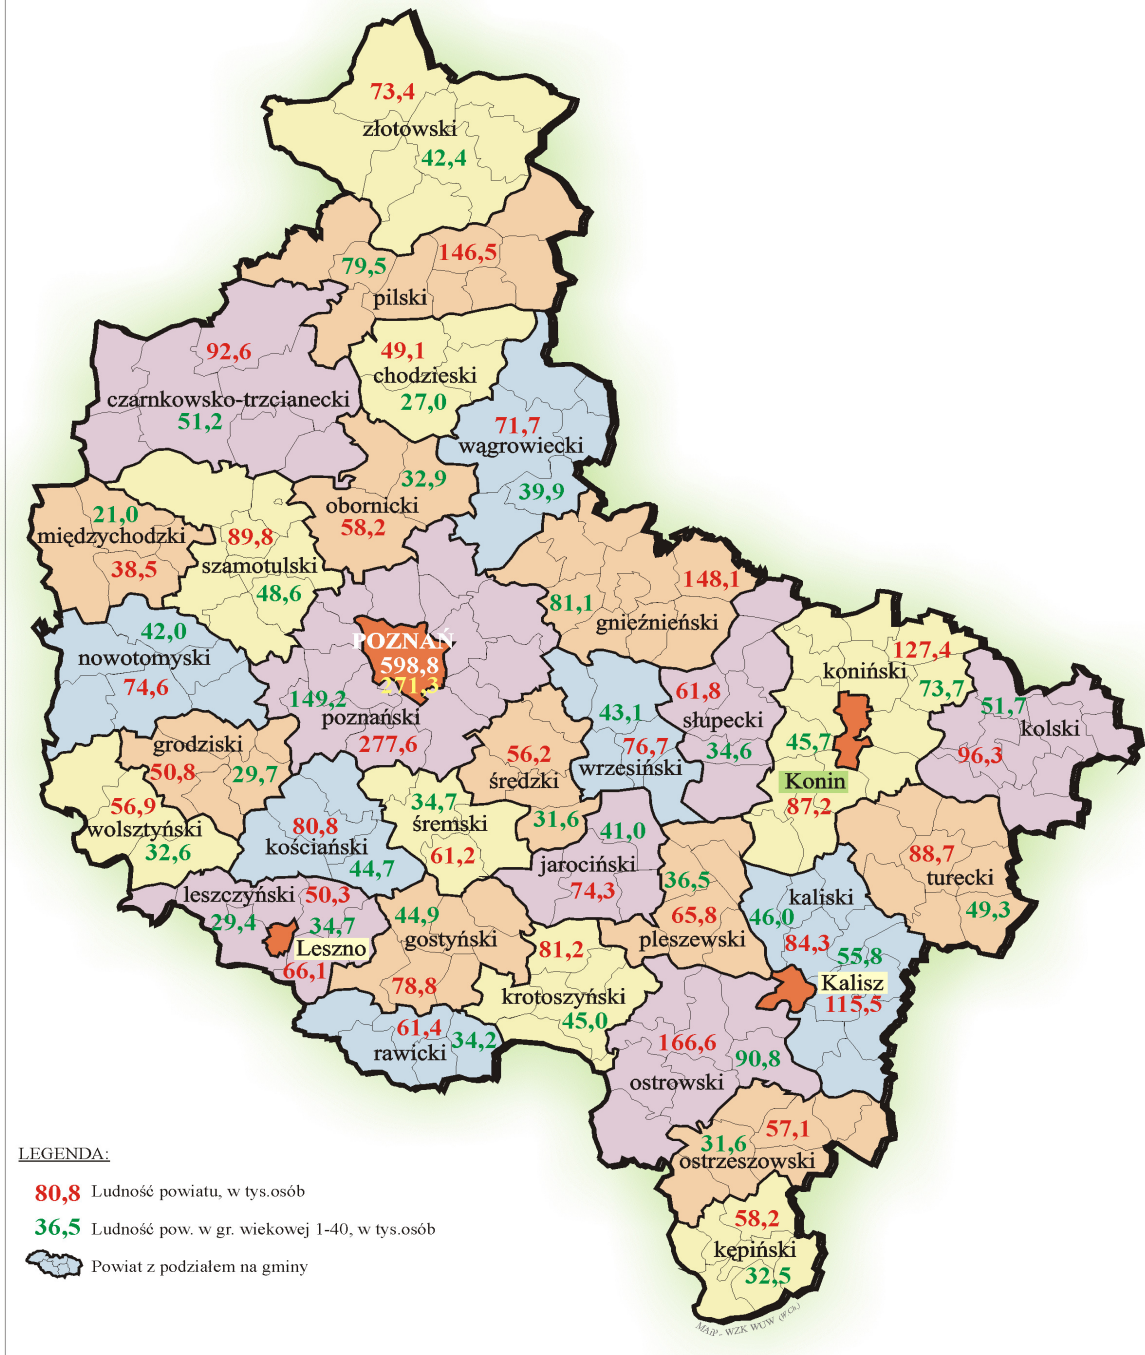 73,4
złotowski
42,4
146,5
79,5
pilski
92,6
49,1
chodzieski
27,0
czarnkowsko-trzcianecki
51,2
71,7
wągrowiecki
39,9
32,9
obornicki
58,2
21,0
międzychodzki
38,5
89,8
szamotulski
48,6
148,1
81,1
gnieźnieński
42,0
nowotomyski
74,6
POZNAŃ
598,8
271,3
149,2
poznański
277,6
61,8
słupecki
34,6
127,4
koniński
73,7
45,7
Konin
87,2
51,7
kolski
96,3
43,1
76,7
wrzesiński
56,2
średzki
31,6
grodziski
50,8
29,7
56,9
wolsztyński
32,6
80,8
kościański
44,7
34,7
śremski
61,2
41,0
jarociński
74,3
36,5
65,8
pleszewski
88,7
turecki
49,3
kaliski
46,0
84,3
55,8
Kalisz
115,5
leszczyński
50,3
29,4
34,7
Leszno
66,1
44,9
gostyński
78,8
81,2
krotoszyński
45,0
61,4
34,2
rawicki
166,6
90,8
ostrowski
57,1
31,6
ostrzeszowski
58,2
kępiński
32,5
LEGENDA:
80,8 Ludność powiatu, w tys.osób
36,5 Ludność pow. w gr. wiekowej 1-40, w tys.osób
Powiat z podziałem na gminy
MAiP - WZK WUW